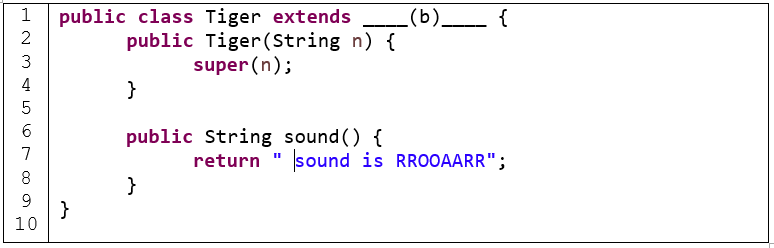 1 public class Tiger extends ____(b)____ {
2 public Tiger(String n) {
3 super(n);
4 }
5
6 public String sound() {
7 return " sound is RROOAARR";
8 }
9 }
10